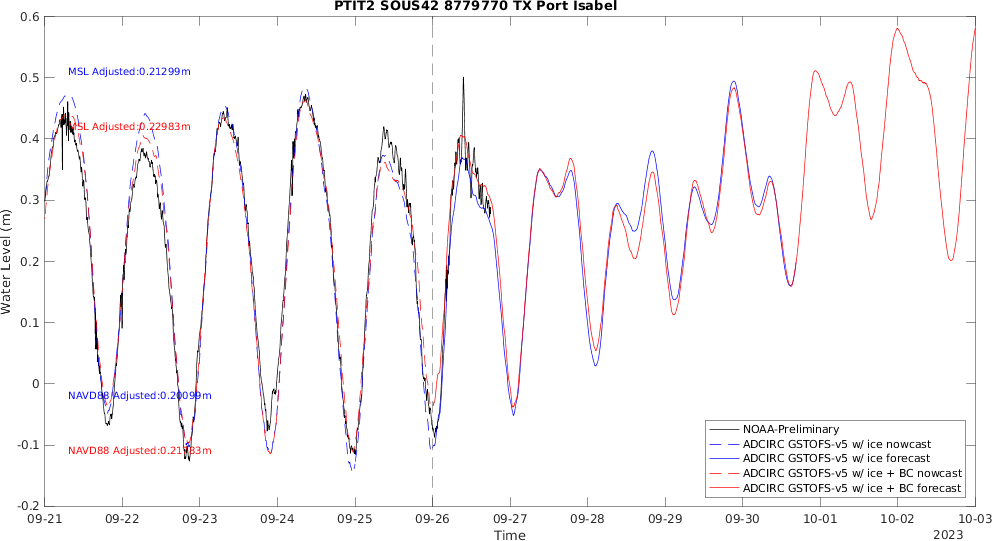 PTIT2 SOUS42 8779770 TX Port Isabel
0.6
0.5
0.4
0.3
0.2
0.1
0
-0.1
-0.2
Water Level (m)
MSL Adjusted:0.21299m
MSL Adjusted:0.22983m
NAVD88 Adjusted:0.20099m
NAVD88 Adjusted:
NOAA-Preliminary
ADCIRC GSTOFS-v5 w/ ice nowcast
ADCIRC GSTOFS-v5 w/ ice forecast
ADCIRC GSTOFS-v5 w/ ice + BC nowcast
ADCIRC GSTOFS-v5 w/ ice + BC forecast
09-21 09-22 09-23 09-24 09-25 09-26 09-27 09-28 09-29 09-30 10-01 10-02 10-03
Time
2023